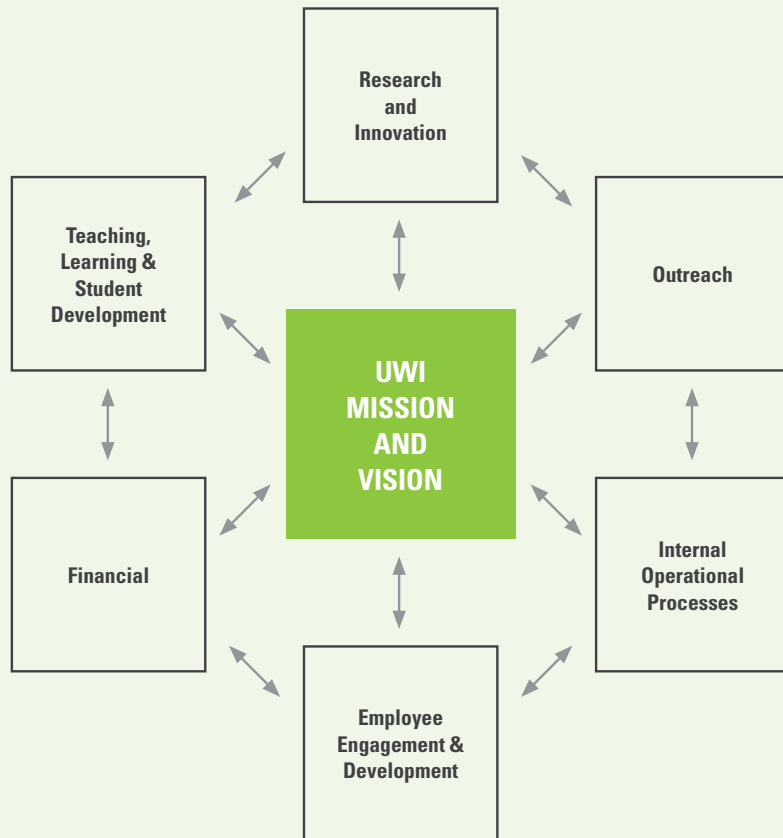 Research
and
Innovation
Teaching,
Learning &
Student
Development
Outreach
UWI
MISSION
AND
VISION
Financial
Internal
Operational
Processes
Employee
Engagement &
Development